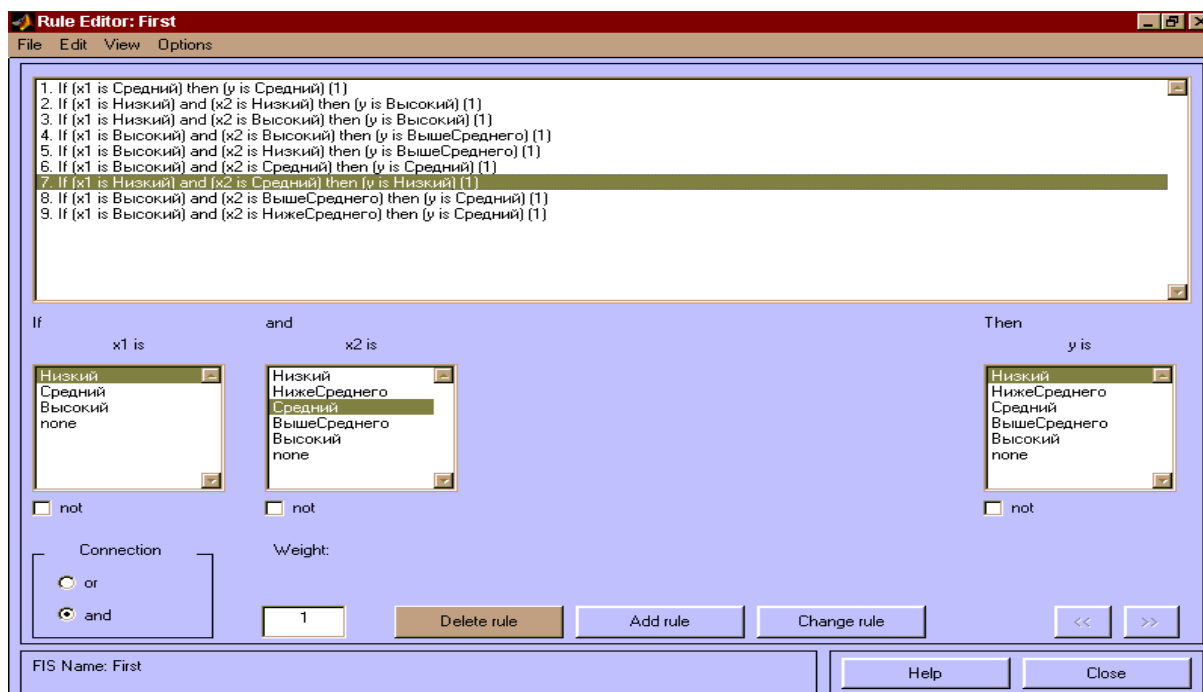 Rule Editor: First
File Edit View Options
1. If (x1 is Средний) then (y is Средний) (1)
2. If (x1 is Низкий) and (x2 is Низкий) then (y is Высокий) (1)
3. If (x1 is Низкий) and (x2 is Высокий) then (y is Высокий) (1)
4. If (x1 is Высокий) and (x2 is Высокий) then (y is ВышеСреднего) (1)
5. If (x1 is Высокий) and (x2 is Низкий) then (y is ВышеСреднего) (1)
6. If (x1 is Высокий) and (x2 is Средний) then (y is Средний) (1)
7. If (x1 is Низкий) and (x2 is Средний) then (y is Низкий) (1)
8. If (x1 is Высокий) and (x2 is ВышеСреднего) then (y is Средний) (1)
9. If (x1 is Высокий) and (x2 is НижеСреднего) then (y is Средний) (1)
If
x1 is
Низкий
Средний
Высокий
none
not
and
x2 is
Низкий
НижеСреднего
Средний
ВышеСреднего
Высокий
none
not
Then
y is
Низкий
НижеСреднего
Средний
ВышеСреднего
Высокий
none
not
Connection
or
and
Weight:
1
Delete rule
Add rule
Change rule
<<
>>
FIS Name: First
Help
Close